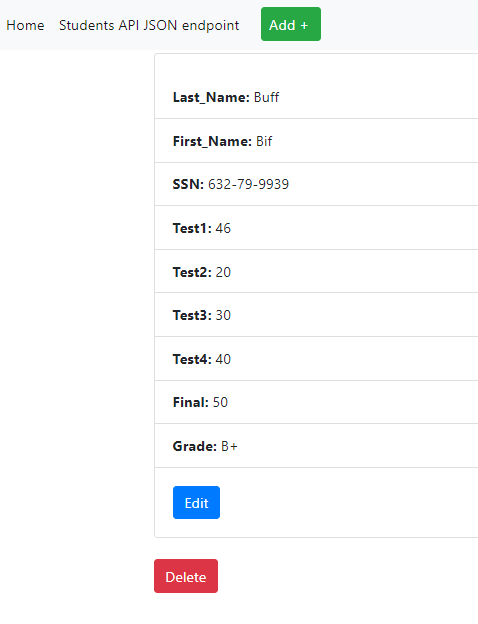 Home Students API JSON endpoint Add +
Last_Name: Buff
First_Name: Bif
SSN: 632-79-9939
Test1: 46
Test2: 20
Test3: 30
Test4: 40
Final: 50
Grade: B+
Edit
Delete